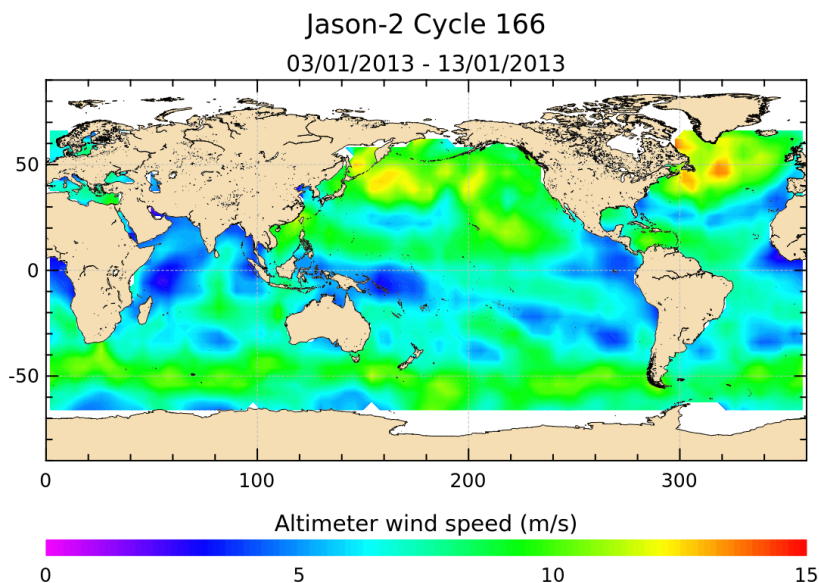 Jason-2 Cycle 166
03/01/2013 - 13/01/2013
50
0
-50
0 100 200 300
Altimeter wind speed (m/s)
0 5 10 15